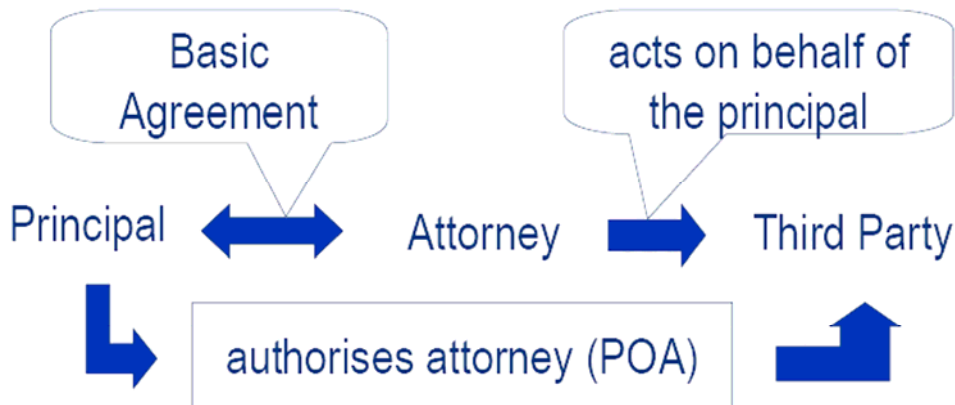 Basic
Agreement
acts on behalf of
the principal
Principal
Attorney
Third Party
authorises attorney (POA)